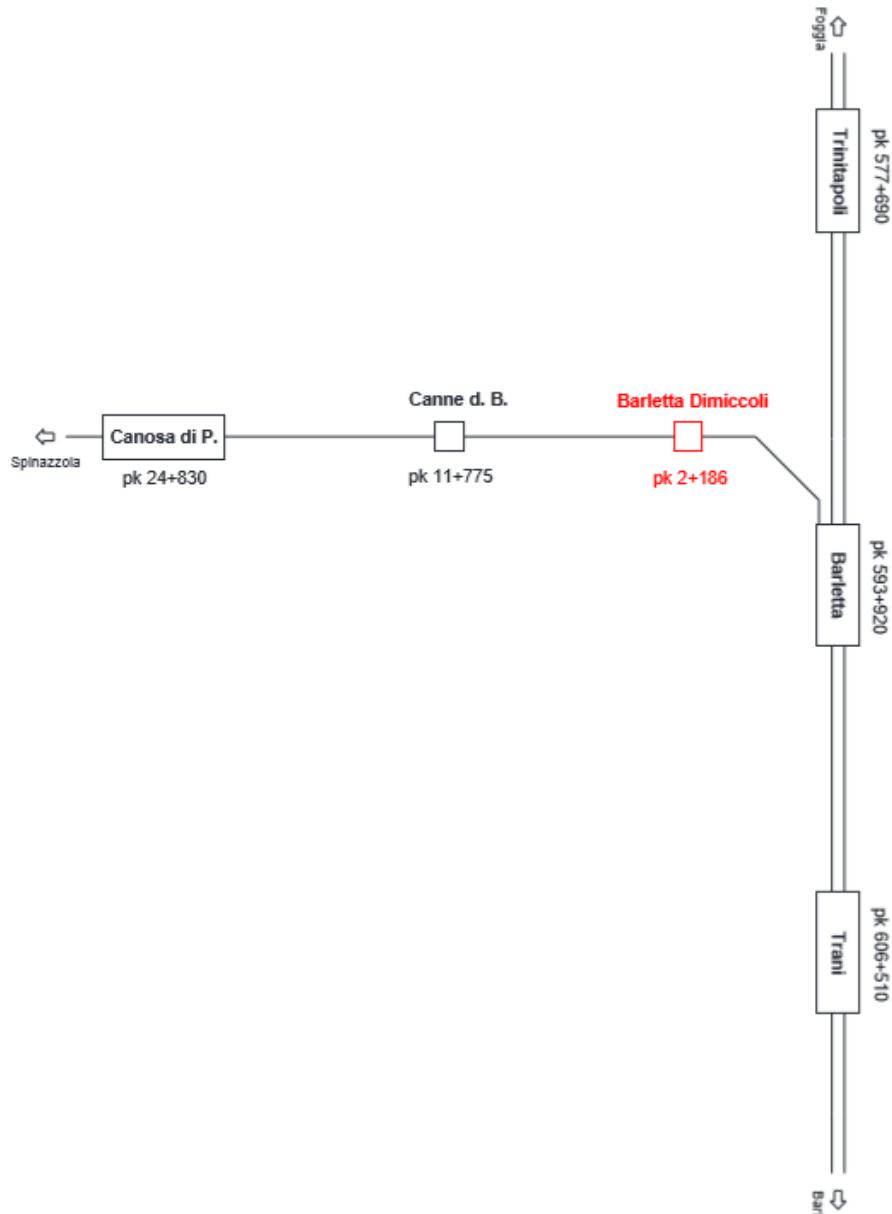 Foggia
Trinitapoli
pk 577+690
Canne d. B.
Barletta Dimiccoli
Canosa di P.
Spinazzola
pk 24+830
pk 11+775
pk 2+186
Barletta
pk 593+920
Trani
pk 606+510